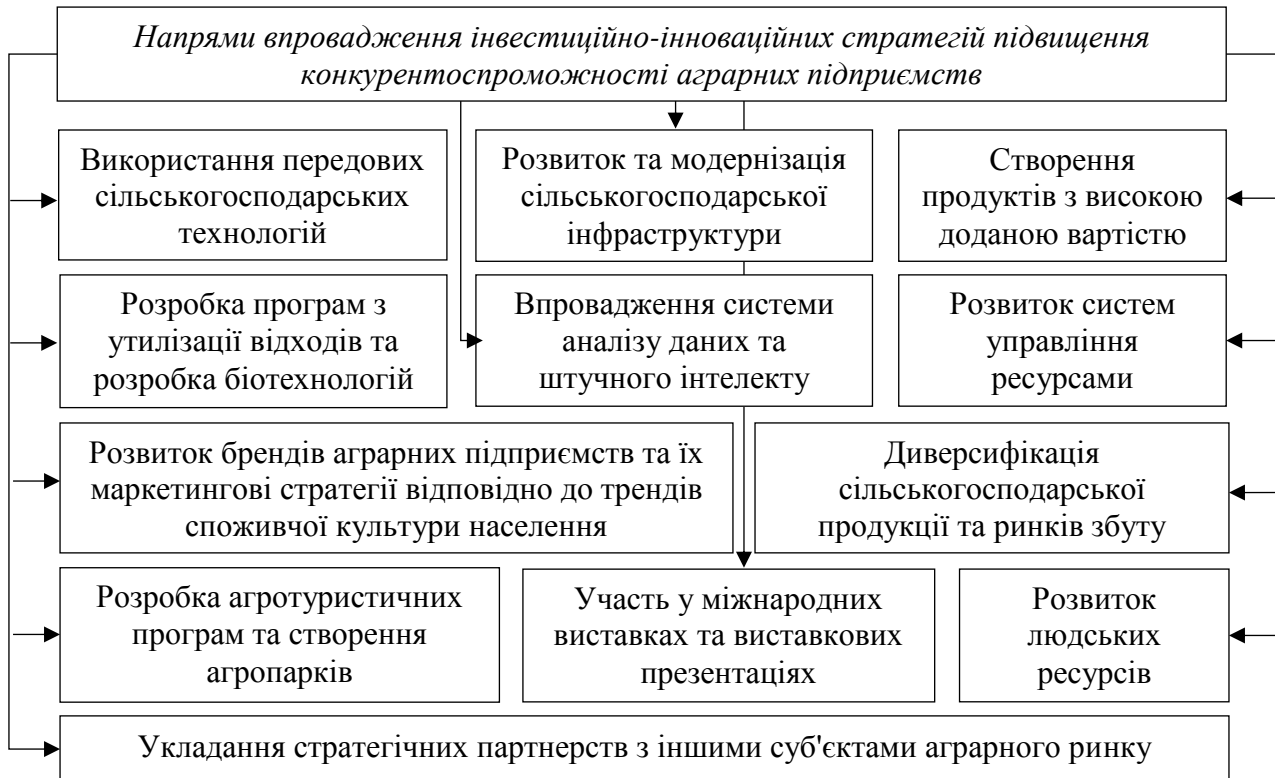 Напрями впровадження інвестиційно-інноваційних стратегій підвищення
конкурентоспроможності аграрних підприємств
Використання передових
сільськогосподарських
технологій
Розвиток та модернізація
сільськогосподарської
інфраструктури
Створення
продуктів з високою
доданою вартістю
Розробка програм з
утилізації відходів та
розробка біотехнологій
Впровадження системи
аналізу даних та
штучного інтелекту
Розвиток систем
управління
ресурсами
Розвиток брендів аграрних підприємств та їх
маркетингові стратегії відповідно до трендів
споживчої культури населення
Диверсифікація
сільськогосподарської
продукції та ринків збуту
Розробка агротуристичних
програм та створення
агропарків
Участь у міжнародних
виставках та виставкових
презентаціях
Розвиток
людських
ресурсів
Укладання стратегічних партнерств з іншими суб'єктами аграрного ринку